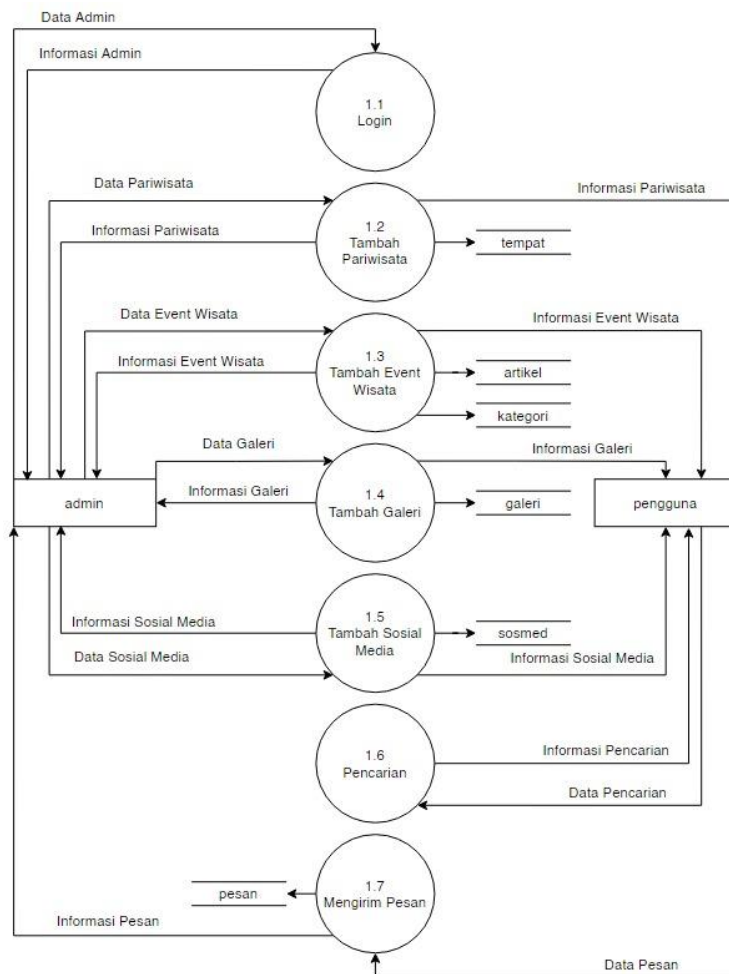 Data Admin
Informasi Admin
1.1
Login
Data Pariwisata
Informasi Pariwisata
1.2
Tambah
Pariwisata
Informasi Pariwisata
tempat
Data Event Wisata
Informasi Event Wisata
1.3
Tambah Event
Wisata
Informasi Event Wisata
artikel
kategori
Data Galeri
Informasi Galeri
1.4
Tambah Galeri
Informasi Galeri
galeri
admin
pengguna
Informasi Sosial Media
Data Sosial Media
1.5
Tambah Sosial
Media
sosmed
Informasi Sosial Media
1.6
Pencarian
Informasi Pencarian
Data Pencarian
pesan
1.7
Mengirim Pesan
Informasi Pesan
Data Pesan